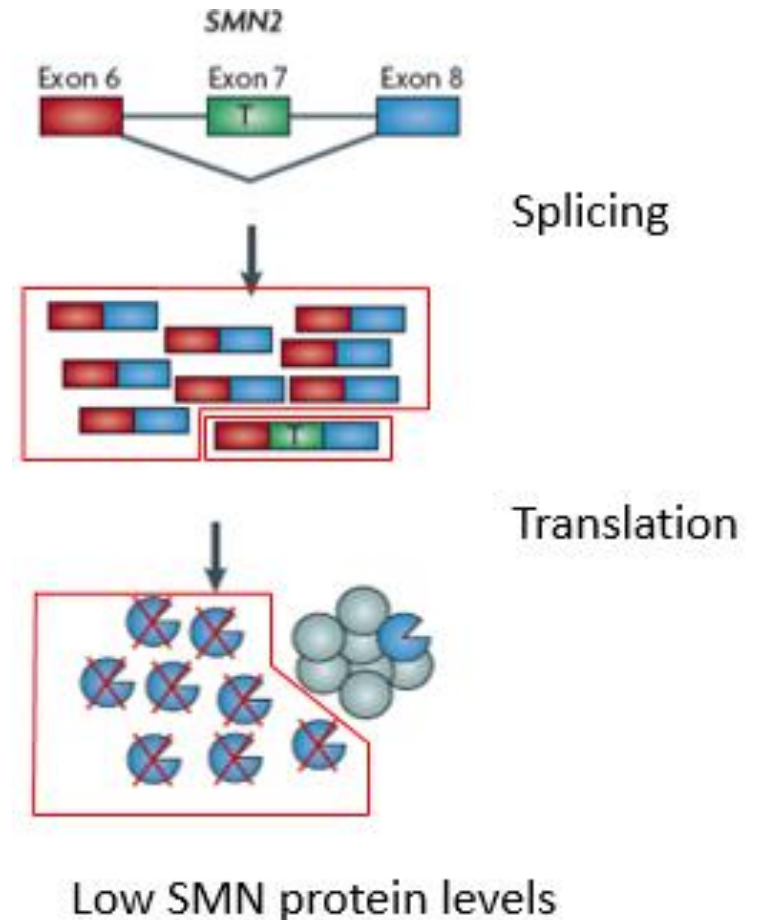 SMN2
Exon 6 Exon 7 Exon 8
T
Splicing
T
Translation
Low SMN protein levels